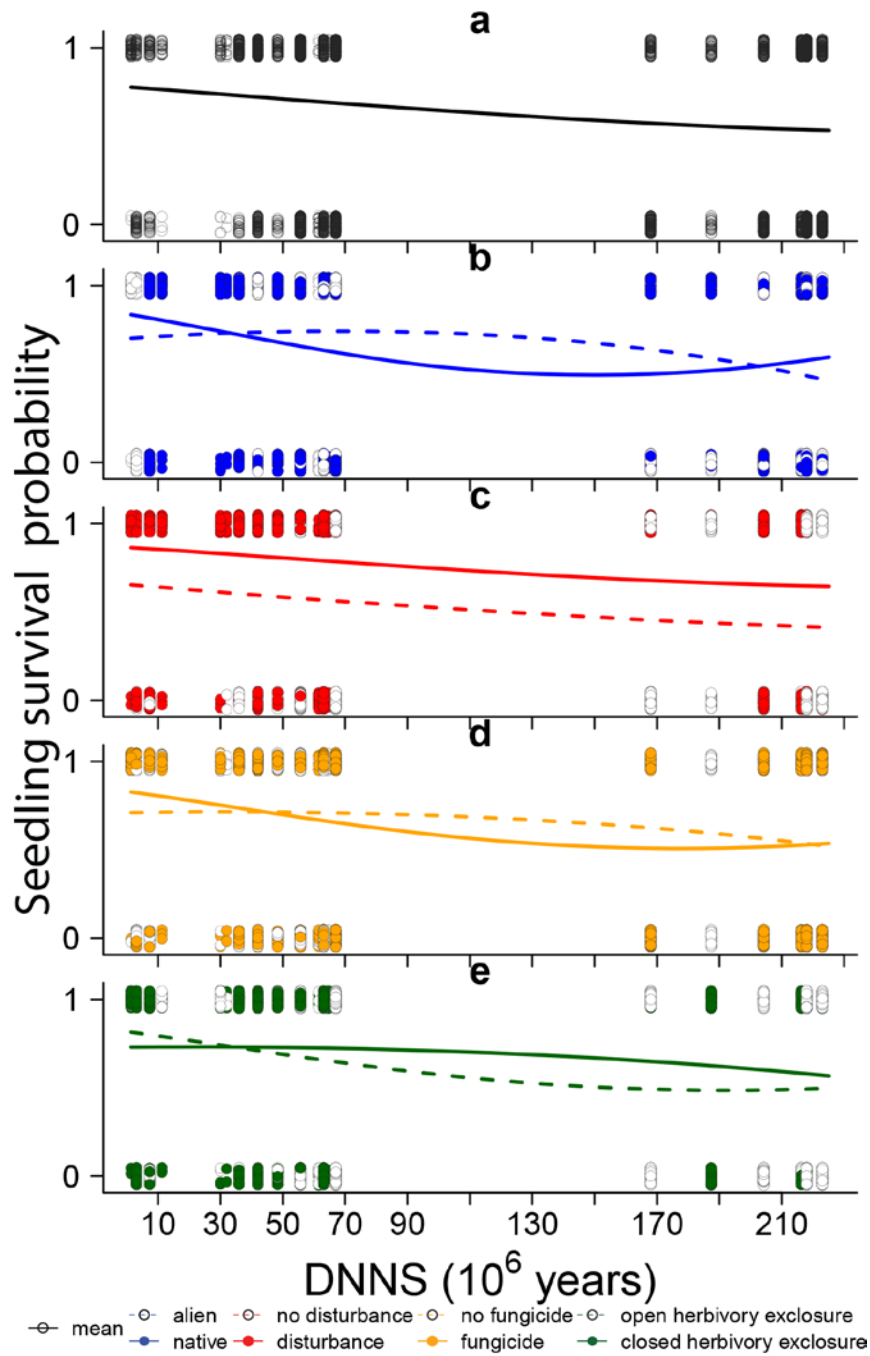 a
1
0
b
1
0
c
1
0
d
1
0
e
1
0
Seedling survival probability
10 30 50 70 90 130 170 210
DNNS (10⁶ years)
mean
alien no disturbance no fungicide open herbivory exclosure
native disturbance fungicide closed herbivory exclosure